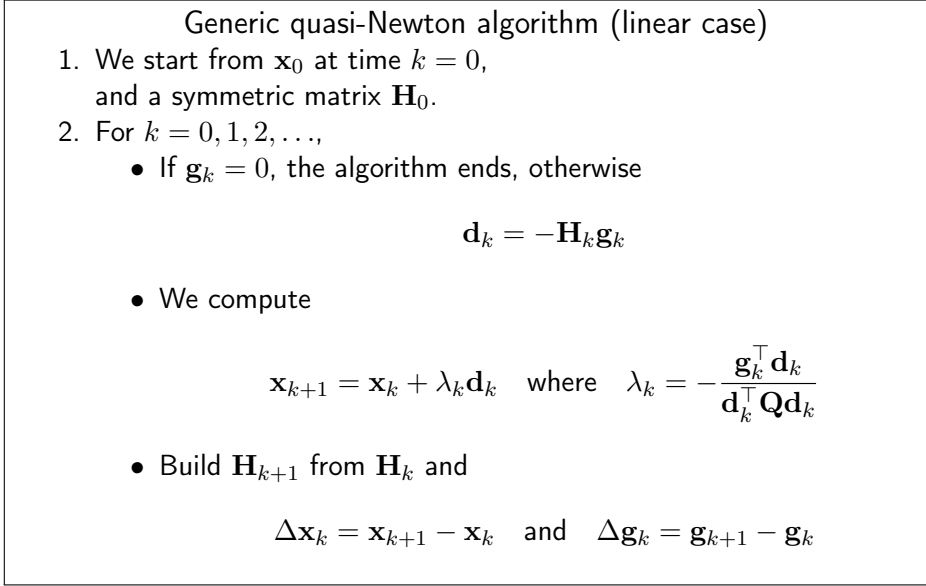 Generic quasi-Newton algorithm (linear case)
1. We start from x₀ at time k = 0,
and a symmetric matrix H₀.
2. For k = 0, 1, 2, . . .,
• If gₖ = 0, the algorithm ends, otherwise
dₖ = −Hₖgₖ
• We compute
xₖ₊₁ = xₖ + λₖdₖ where λₖ = − gₖ^⊤dₖ / dₖ^⊤Qdₖ
• Build Hₖ₊₁ from Hₖ and
Δxₖ = xₖ₊₁ − xₖ and Δgₖ = gₖ₊₁ − gₖ